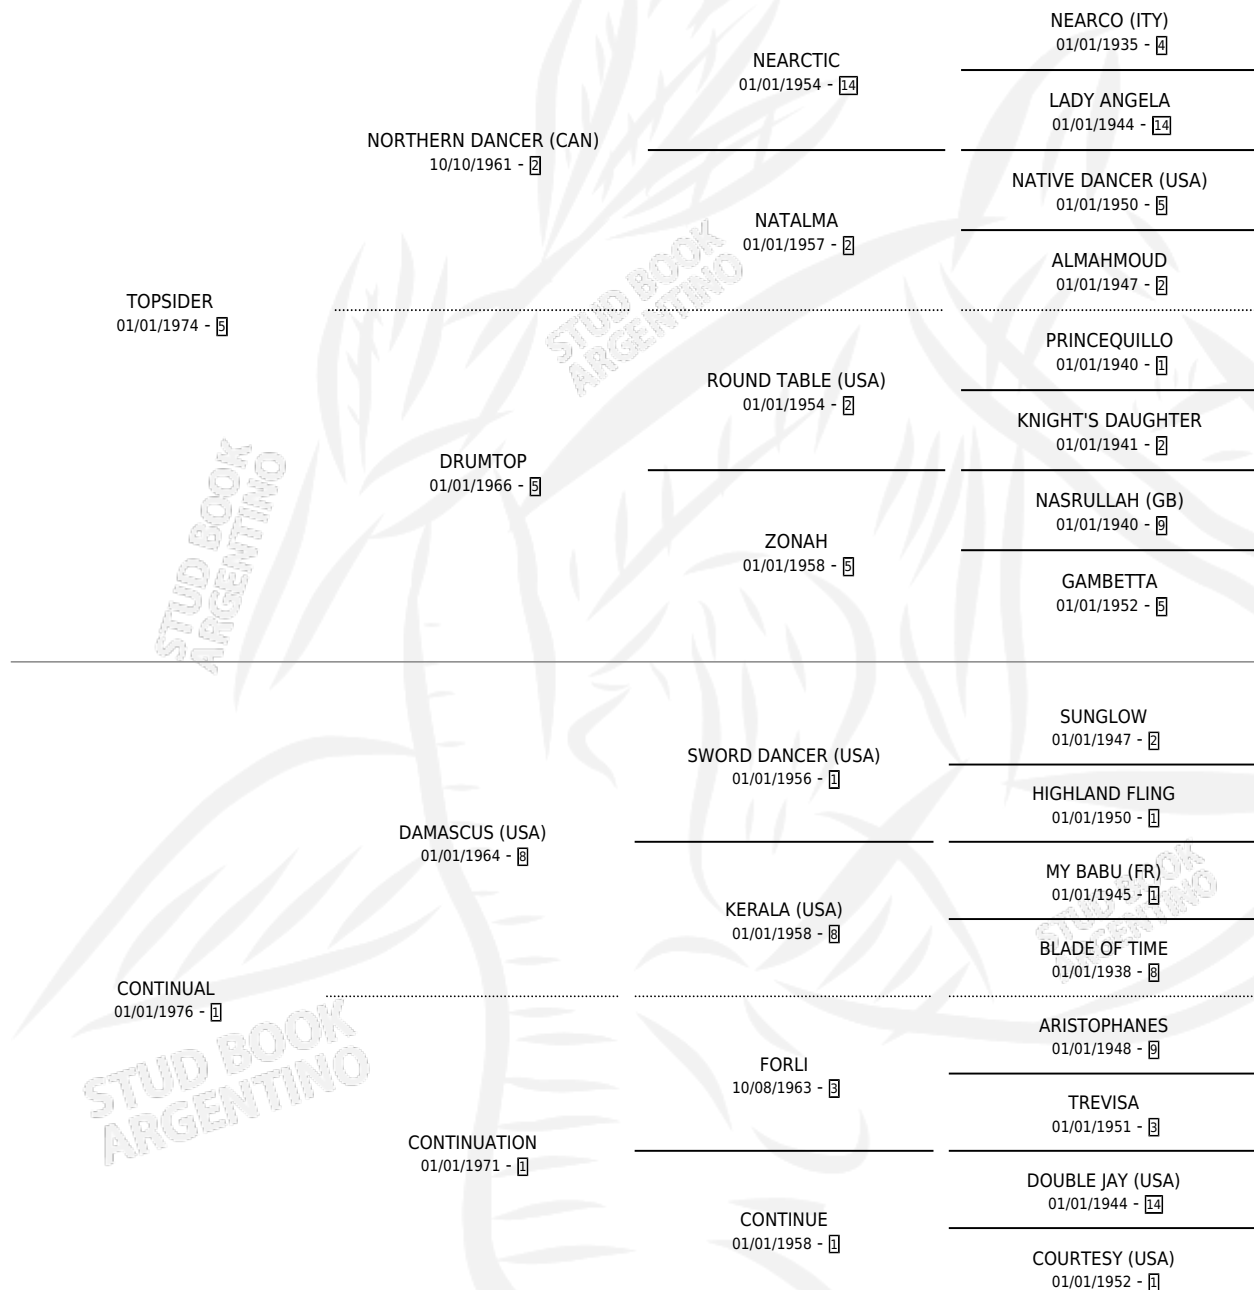 NEARCO (ITY)
01/01/1935 - 4
NEARCTIC
01/01/1954 - 14
LADY ANGELA
01/01/1944 - 14
NORTHERN DANCER (CAN)
10/10/1961 - 2
NATIVE DANCER (USA)
01/01/1950 - 5
NATALMA
01/01/1957 - 2
ALMAHMOUD
01/01/1947 - 2
STUD BOOK
ARGENTINO
TOPSIDER
01/01/1974 - 5
PRINCEQUILLO
01/01/1940 - 1
ROUND TABLE (USA)
01/01/1954 - 2
KNIGHT'S DAUGHTER
01/01/1941 - 2
DRUMTOP
01/01/1966 - 5
NASRULLAH (GB)
01/01/1940 - 9
ZONAH
01/01/1958 - 5
GAMBETTA
01/01/1952 - 5
STUD BOOK
ARGENTINO
SUNGLOW
01/01/1947 - 2
SWORD DANCER (USA)
01/01/1956 - 1
HIGHLAND FLING
01/01/1950 - 1
DAMASCUS (USA)
01/01/1964 - 8
MY BABU (FR)
01/01/1945 - 1
KERALA (USA)
01/01/1958 - 8
STUD BOOK
ARGENTINO
BLADE OF TIME
01/01/1938 - 8
CONTINUAL
01/01/1976 - 1
ARISTOPHANES
01/01/1948 - 9
FORLI
10/08/1963 - 3
TREVISA
01/01/1951 - 3
STUD BOOK
ARGENTINO
CONTINUATION
01/01/1971 - 1
DOUBLE JAY (USA)
01/01/1944 - 14
CONTINUE
01/01/1958 - 1
COURTESY (USA)
01/01/1952 - 1